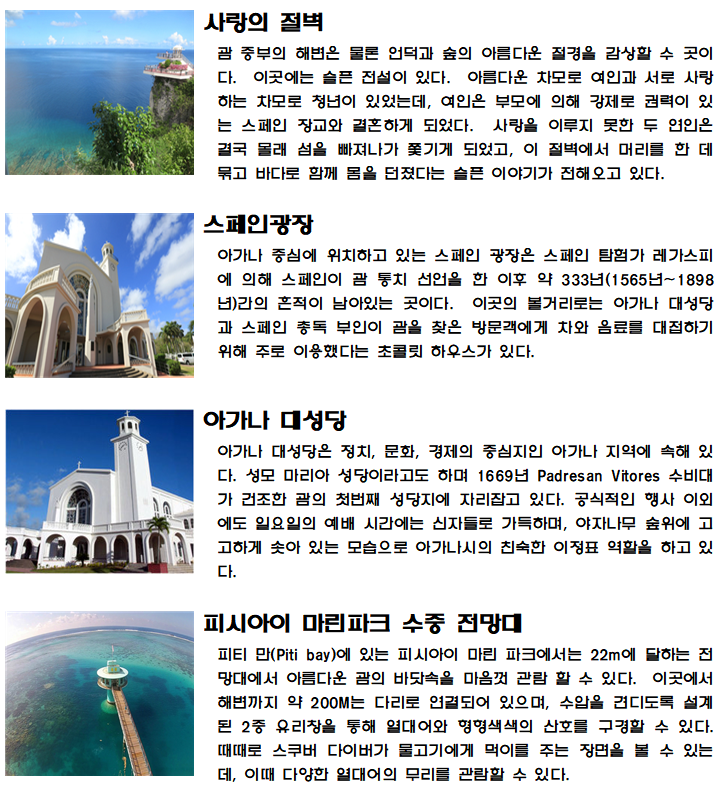 사랑의 절벽
괌 중부의 해변은 물론 언덕과 숲의 아름다운 절경을 감상할 수 곳이
다.  이곳에는 슬픈 전설이 있다.  아름다운 차모로 여인과 서로 사랑
하는 차모로 청년이 있었는데, 여인은 부모에 의해 강제로 권력이 있
는 스페인 장교와 결혼하게 되었다.  사랑을 이루지 못한 두 연인은
결국 몰래 섬을 빠져나가 쫓기게 되었고, 이 절벽에서 머리를 한 데
묶고 바다로 함께 몸을 던졌다는 슬픈 이야기가 전해오고 있다.
스페인광장
아가나 중심에 위치하고 있는 스페인 광장은 스페인 탐험가 레가스피
에 의해 스페인이 괌 통치 선언을 한 이후 약 333년(1565년~1898
년)간의 흔적이 남아있는 곳이다.  이곳의 볼거리로는 아가나 대성당
과 스페인 총독 부인이 괌을 찾은 방문객에게 차와 음료를 대접하기
위해 주로 이용했다는 초콜릿 하우스가 있다.
아가나 대성당
아가나 대성당은 정치, 문화, 경제의 중심지인 아가나 지역에 속해 있
다. 성모 마리아 성당이라고도 하며 1669년 Padresan Vitores 수비대
가 건조한 괌의 첫번째 성당지에 자리잡고 있다. 공식적인 행사 이외
에도 일요일의 예배 시간에는 신자들로 가득하며, 야자나무 숲위에 고
고하게 솟아 있는 모습으로 아가나시의 친숙한 이정표 역활을 하고 있
다.
피시아이 마린파크 수중 전망대
피티 만(Piti bay)에 있는 피시아이 마린 파크에서는 22m에 달하는 전
망대에서 아름다운 괌의 바닷속을 마음껏 관람 할 수 있다.  이곳에서
해변까지 약 200M는 다리로 연결되어 있으며, 수압을 견디도록 설계
된 2중 유리창을 통해 열대어와 형형색색의 산호를 구경할 수 있다.
때때로 스쿠버 다이버가 물고기에게 먹이를 주는 장면을 볼 수 있는
데, 이때 다양한 열대어의 무리를 관람할 수 있다.